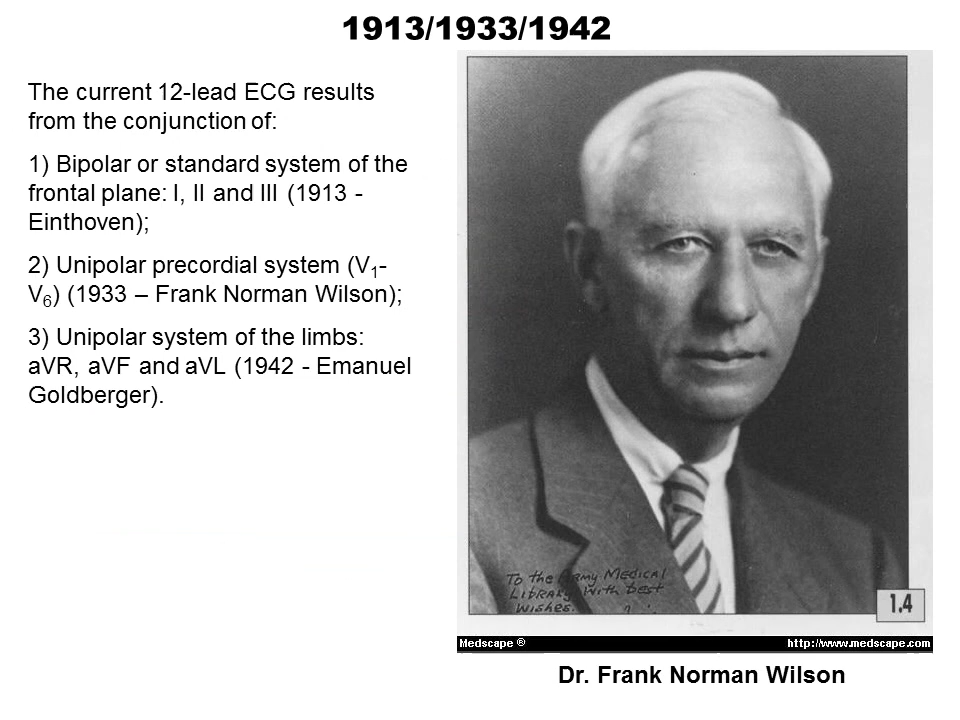 1913/1933/1942
The current 12-lead ECG results
from the conjunction of:
1) Bipolar or standard system of the
frontal plane: I, II and III (1913 -
Einthoven);
2) Unipolar precordial system (V₁-
V₆) (1933 – Frank Norman Wilson);
3) Unipolar system of the limbs:
aVR, aVF and aVL (1942 - Emanuel
Goldberger).
To the Army Medical
Library with best
wishes.
1.4
Medscape ® http://www.medscape.com
Dr. Frank Norman Wilson